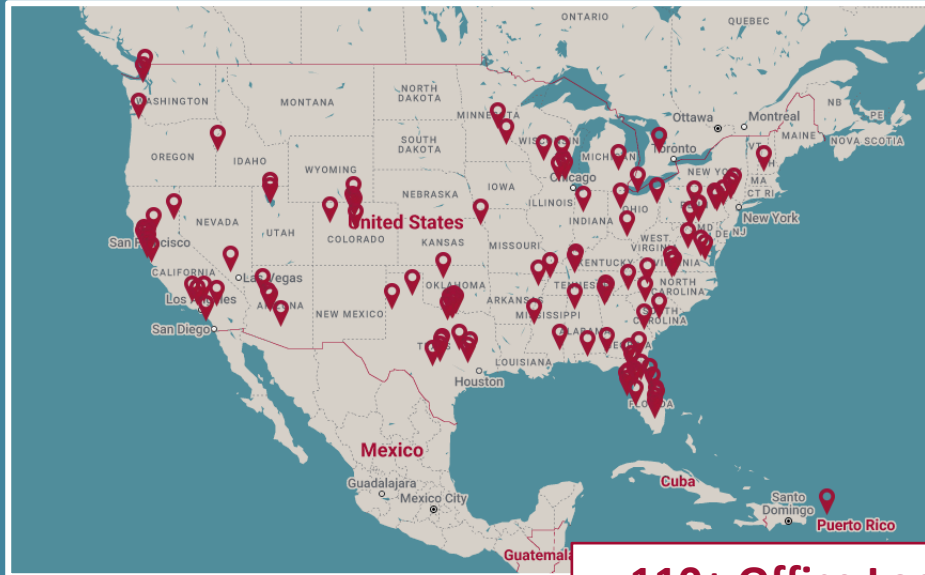 ONTARIO
QUEBEC
WASHINGTON
MONTANA
NORTH
DAKOTA
MINNESOTA
Ottawa
Montreal
NB
PE
MAINE
NOVA SCOTIA
OREGON
IDAHO
SOUTH
DAKOTA
WISCONSIN
MICHIGAN
Toronto
VT
NH
WYOMING
NEW YORK
MA
CT RI
NEBRASKA
IOWA
Chicago
ILLINOIS
INDIANA
OHIO
New York
MD
DE
NJ
NEVADA
UTAH
United States
COLORADO
KANSAS
MISSOURI
WEST
VIRGINIA
San Francisco
CALIFORNIA
Las Vegas
KENTUCKY
VIRGINIA
Los Angeles
ARIZONA
NEW MEXICO
OKLAHOMA
ARKANSAS
TENNESSEE
NORTH
CAROLINA
San Diego
MISSISSIPPI
SOUTH
CAROLINA
ALABAMA
TEXAS
LOUISIANA
Houston
FLORIDA
Mexico
Guadalajara
Mexico City
Cuba
Santo
Domingo
Puerto Rico
Guatemala